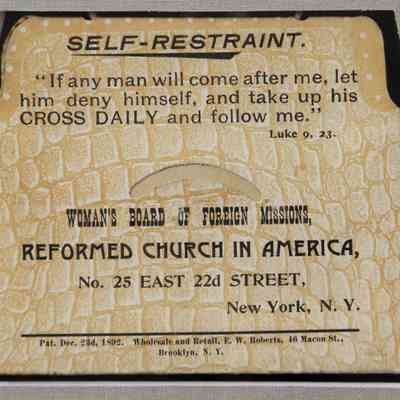 SELF-RESTRAINT.
"If any man will come after me, let
him deny himself, and take up his
CROSS DAILY and follow me."
Luke 9, 23.
WOMAN'S BOARD OF FOREIGN MISSIONS,
REFORMED CHURCH IN AMERICA,
No. 25 EAST 22d STREET,
New York, N. Y.
Pat. Dec. 23d, 1892. Wholesale and Retail, E. W. Roberts, 46 Macon St.,
Brooklyn, N. Y.